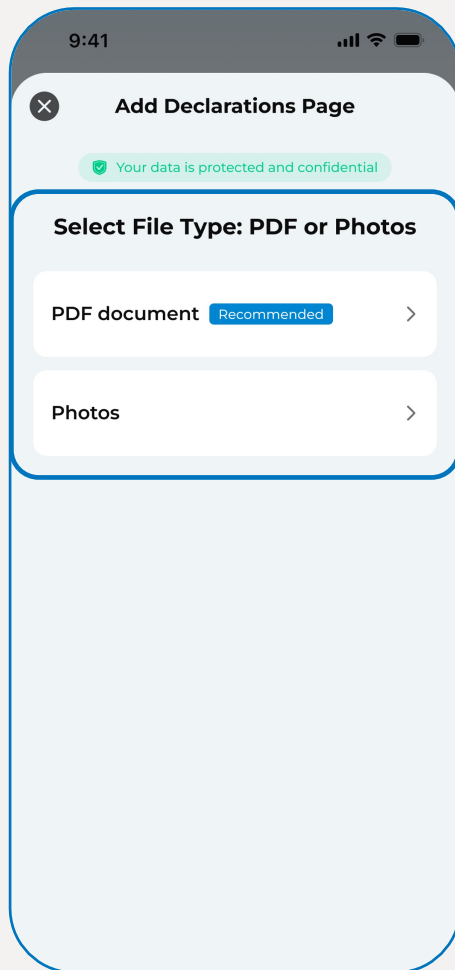 9:41
Add Declarations Page
Your data is protected and confidential
Select File Type: PDF or Photos
PDF document Recommended
Photos